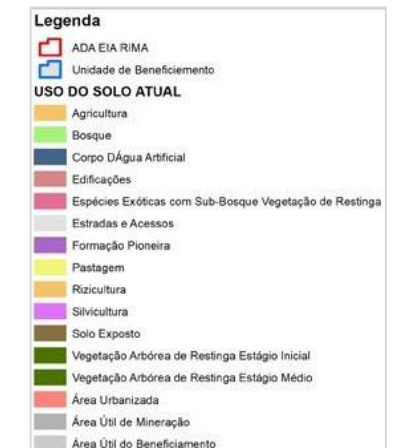 Legenda
ADA EIA RIMA
Unidade de Beneficiemento
USO DO SOLO ATUAL
Agricultura
Bosque
Corpo DÁgua Artificial
Edificações
Espécies Exóticas com Sub-Bosque Vegetação de Restinga
Estradas e Acessos
Formação Pioneira
Pastagem
Rizicultura
Silvicultura
Solo Exposto
Vegetação Arbórea de Restinga Estágio Inicial
Vegetação Arbórea de Restinga Estágio Médio
Área Urbanizada
Área Útil de Mineração
Área Útil do Beneficiamento